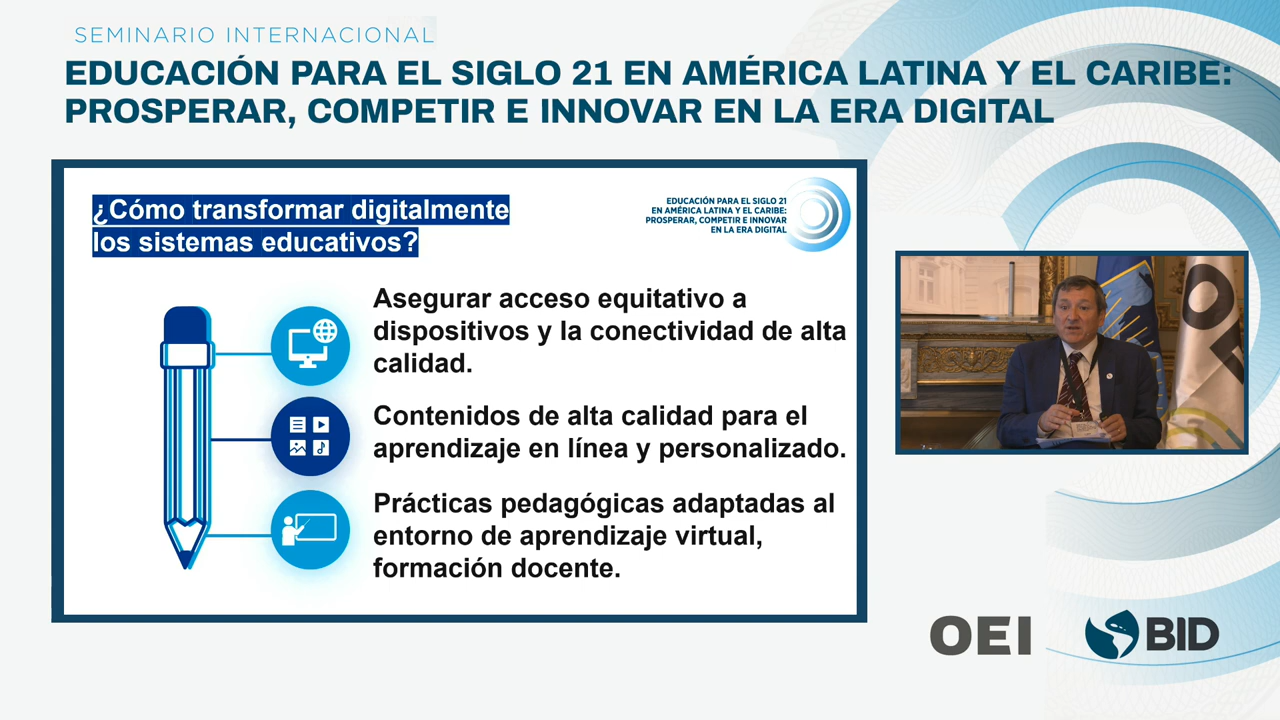 SEMINARIO INTERNACIONAL
EDUCACIÓN PARA EL SIGLO 21 EN AMÉRICA LATINA Y EL CARIBE:
PROSPERAR, COMPETIR E INNOVAR EN LA ERA DIGITAL
¿Cómo transformar digitalmente
los sistemas educativos?
EDUCACIÓN PARA EL SIGLO 21
EN AMÉRICA LATINA Y EL CARIBE:
PROSPERAR, COMPETIR E INNOVAR
EN LA ERA DIGITAL
Asegurar acceso equitativo a
dispositivos y la conectividad de alta
calidad.
Contenidos de alta calidad para el
aprendizaje en línea y personalizado.
Prácticas pedagógicas adaptadas al
entorno de aprendizaje virtual,
formación docente.
OEI
BID